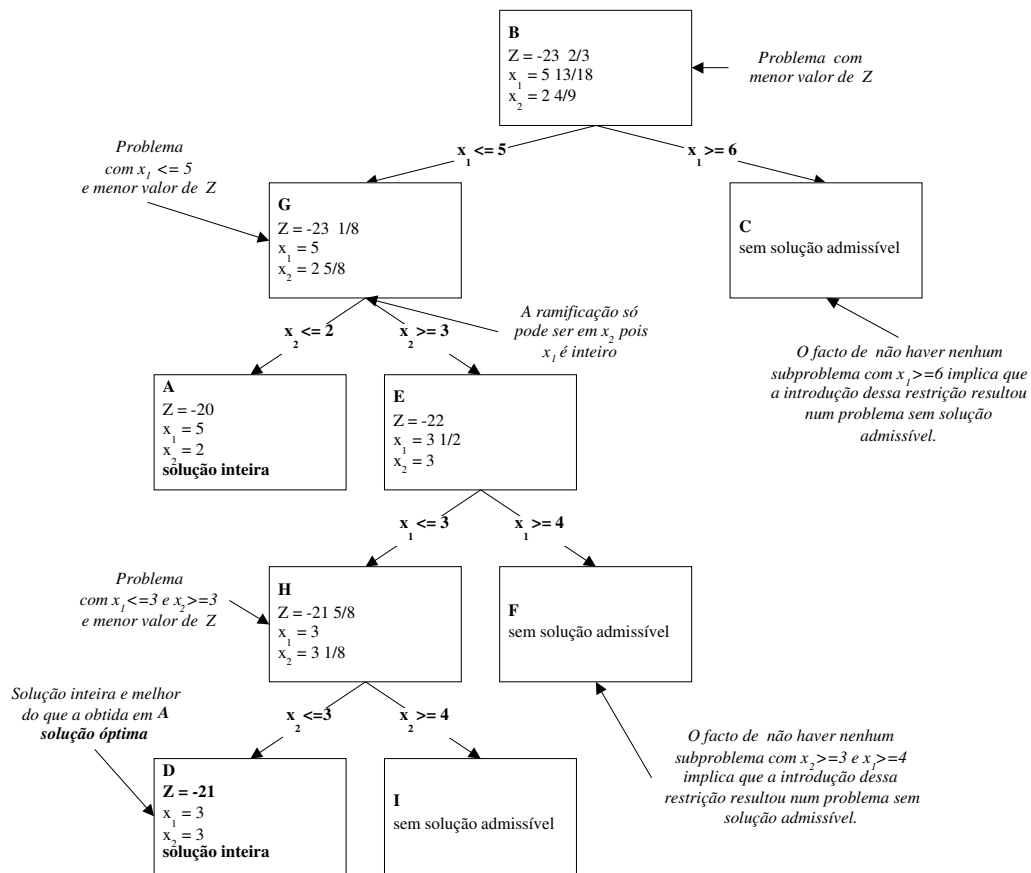 B
Z = -23 2/3
x1 = 5 13/18
x2 = 2 4/9
Problema com
menor valor de Z
x1 <= 5
x1 >= 6
Problema
com x1 <= 5
e menor valor de Z
G
Z = -23 1/8
x1 = 5
x2 = 2 5/8
C
sem solução admissível
x2 <= 2
x2 >= 3
A ramificação só
pode ser em x2 pois
x1 é inteiro
O facto de não haver nenhum
subproblema com x1>=6 implica que
a introdução dessa restrição resultou
num problema sem solução
admissível.
A
Z = -20
x1 = 5
x2 = 2
solução inteira
E
Z = -22
x1 = 3 1/2
x2 = 3
x1 <= 3
x1 >= 4
Problema
com x1<=3 e x2>=3
e menor valor de Z
H
Z = -21 5/8
x1 = 3
x2 = 3 1/8
F
sem solução admissível
Solução inteira e melhor
do que a obtida em A
solução óptima
x2 <=3
x2 >= 4
D
Z = -21
x1 = 3
x2 = 3
solução inteira
I
sem solução admissível
O facto de não haver nenhum
subproblema com x2>=3 e x1>=4
implica que a introdução dessa
restrição resultou num problema sem
solução admissível.